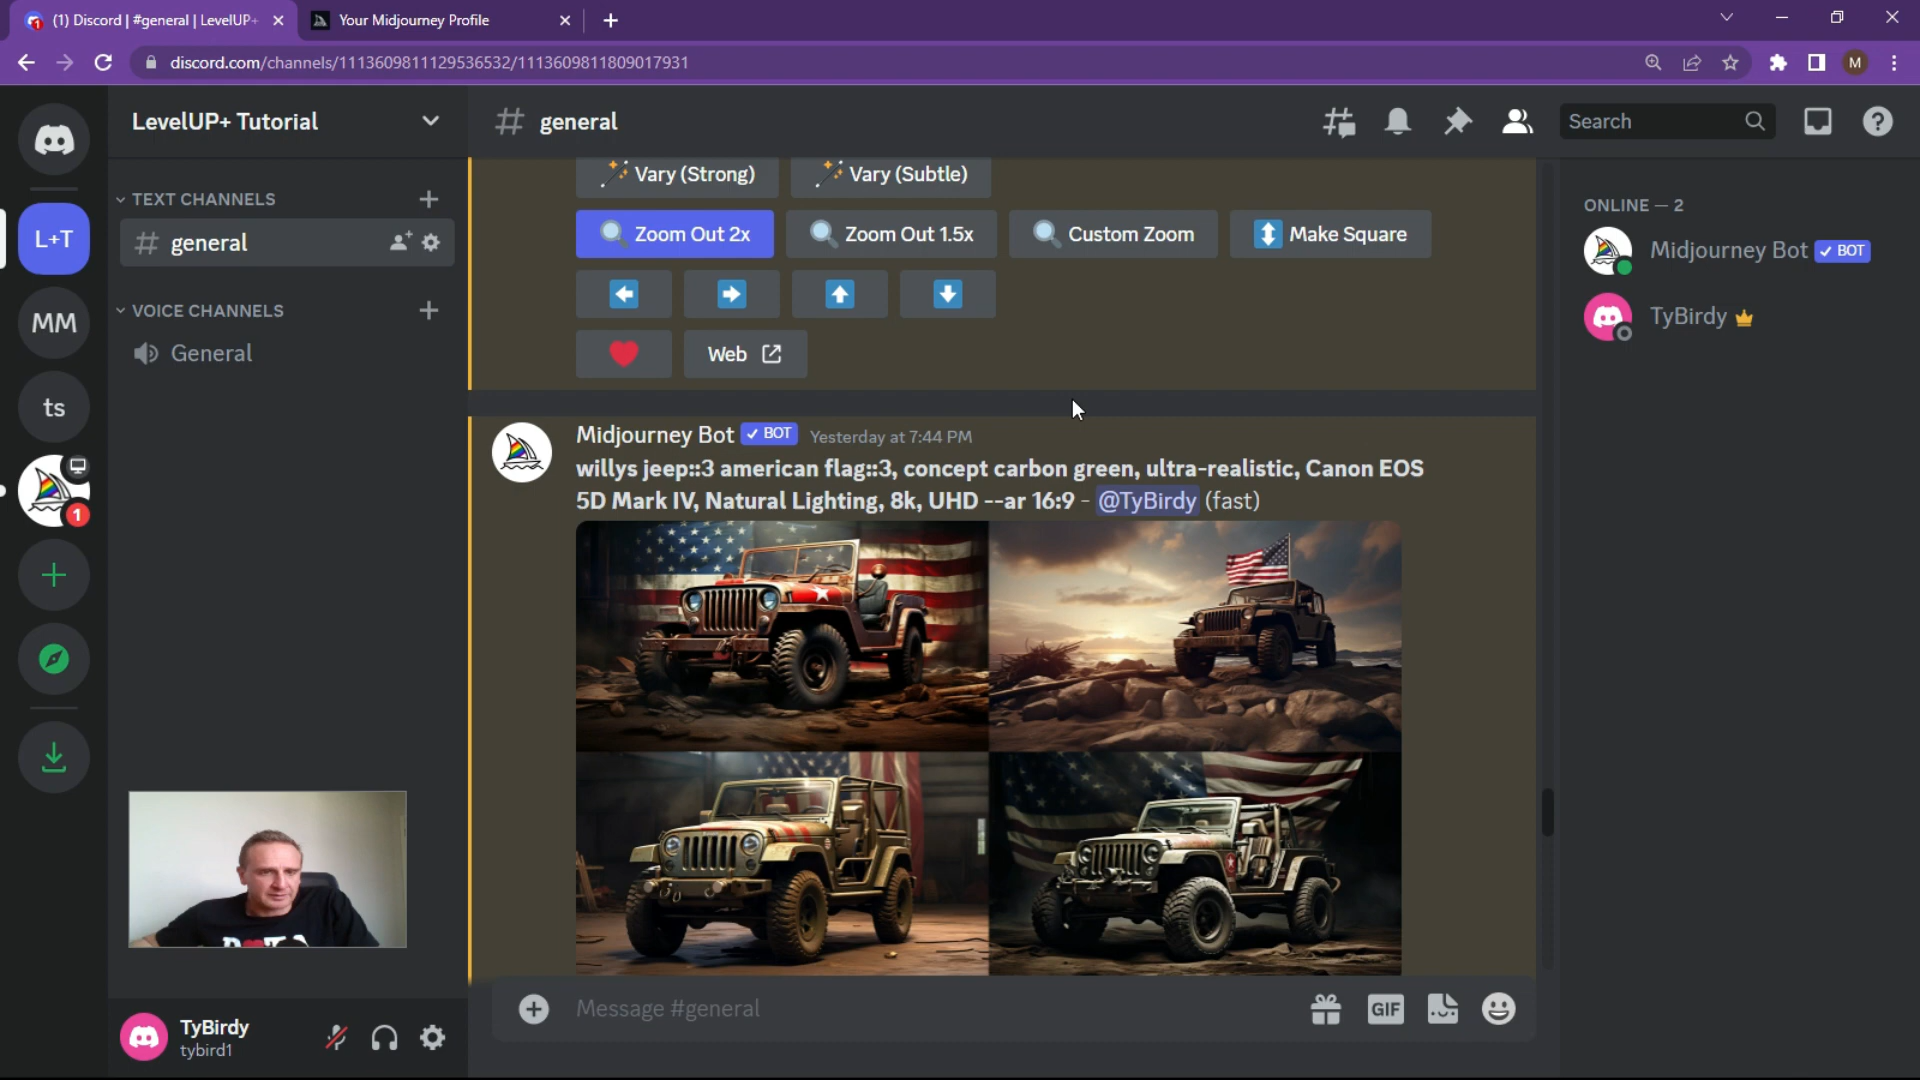 (1) Discord | #general | LevelUP+
Your Midjourney Profile
discord.com/channels/1113609811129536532/1113609811809017931
M
LevelUP+ Tutorial
general
Search
TEXT CHANNELS
general
VOICE CHANNELS
General
L+T
MM
ts
1
Vary (Strong)
Vary (Subtle)
Zoom Out 2x
Zoom Out 1.5x
Custom Zoom
Make Square
Web
Midjourney Bot BOT Yesterday at 7:44 PM
willys jeep::3 american flag::3, concept carbon green, ultra-realistic, Canon EOS
5D Mark IV, Natural Lighting, 8k, UHD --ar 16:9 - @TyBirdy (fast)
Message #general
GIF
ONLINE — 2
Midjourney Bot BOT
TyBirdy
TyBirdy
tybird1